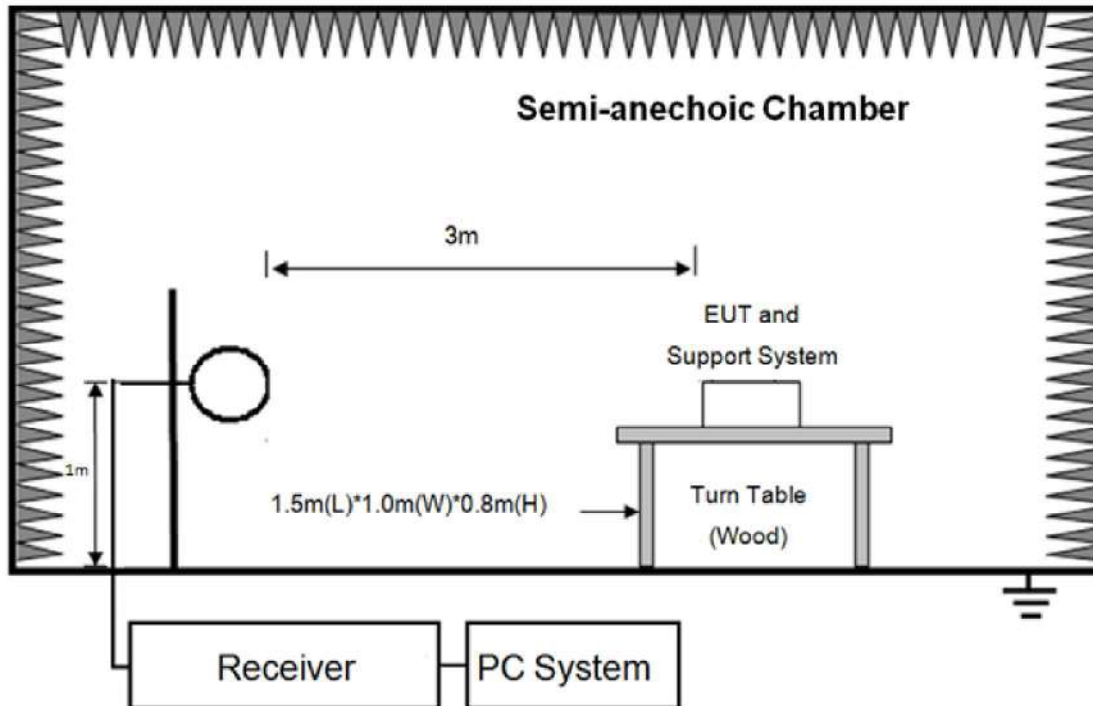 Semi-anechoic Chamber
3m
EUT and
Support System
1m
1.5m(L)*1.0m(W)*0.8m(H)
Turn Table
(Wood)
Receiver
PC System